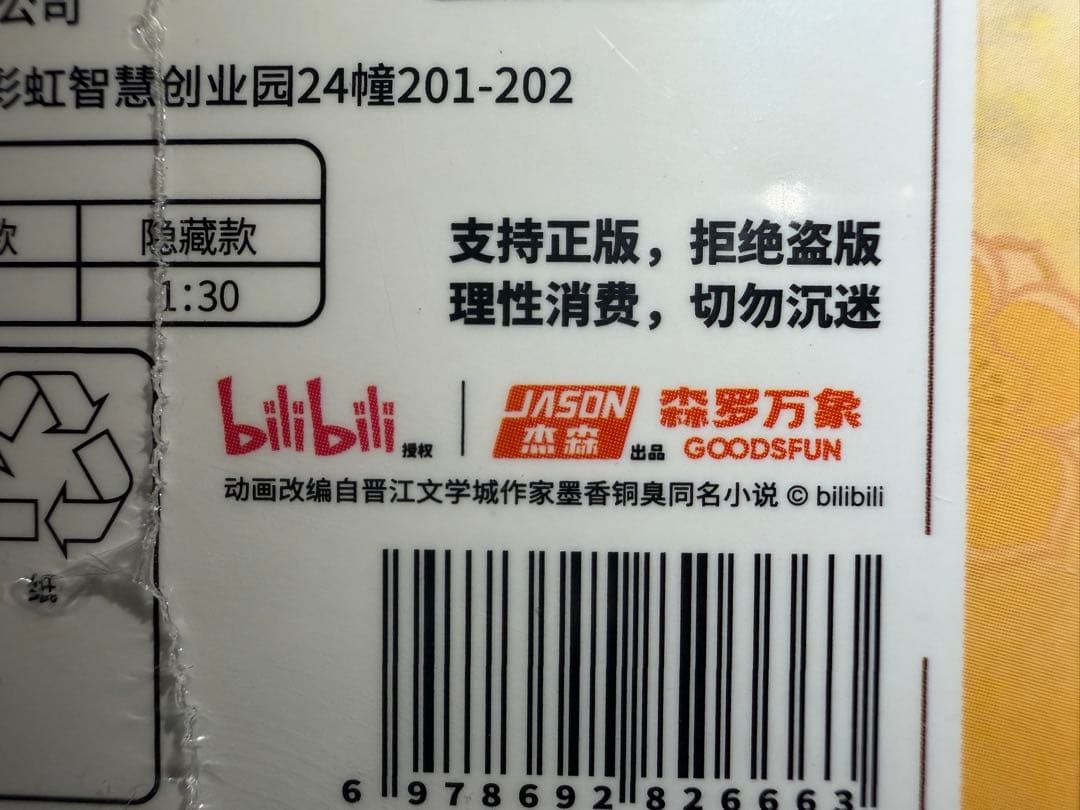 公司
彩虹智慧创业园24幢201-202
款 隐藏款
1:30
支持正版，拒绝盗版
理性消费，切勿沉迷
bilibili 授权 JASON 杰森 出品 森罗万象 GOODSFUN
动画改编自晋江文学城作家墨香铜臭同名小说 © bilibili
6 978692 826663